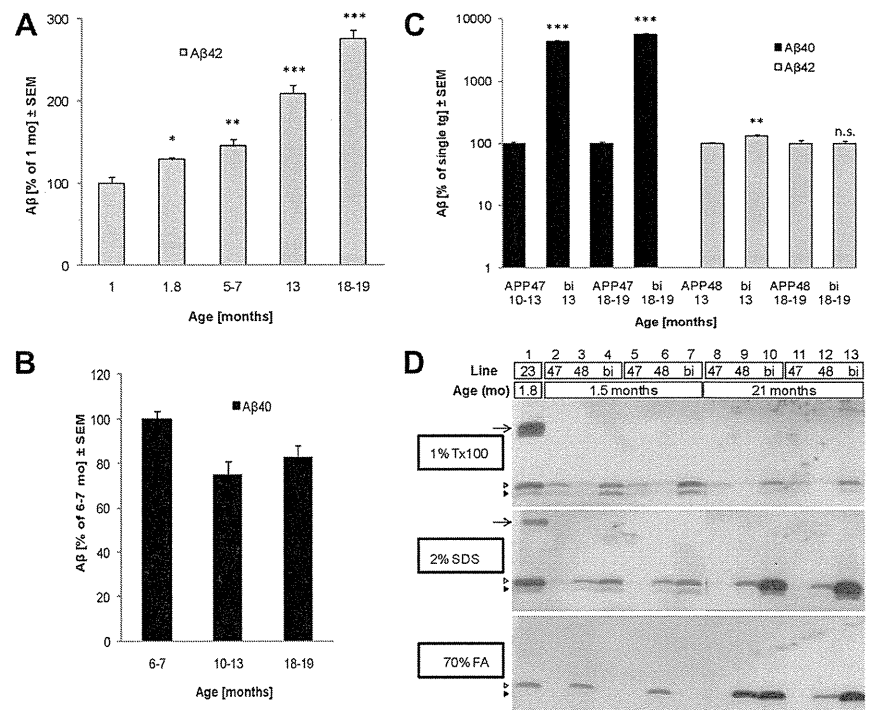 A
Aβ [% of 1 mo] ± SEM
300
200
100
0
Aβ42
* ** *** ***
1 1.8 5-7 13 18-19
Age [months]
B
Aβ [% of 6-7 mo] ± SEM
120
100
80
60
40
20
0
Aβ40
6-7 10-13 18-19
Age [months]
C
Aβ [% of single tg] ± SEM
10000
1000
100
10
1
Aβ40
Aβ42
*** *** ** n.s.
APP47 bi APP47 bi APP48 bi APP48 bi
10-13 13 18-19 18-19 13 13 18-19 18-19
Age [months]
D
1 2 3 4 5 6 7 8 9 10 11 12 13
Line 23 47 48 bi 47 48 bi 47 48 bi 47 48 bi
Age (mo) 1.8 1.5 months 21 months
1% Tx100
2% SDS
70% FA